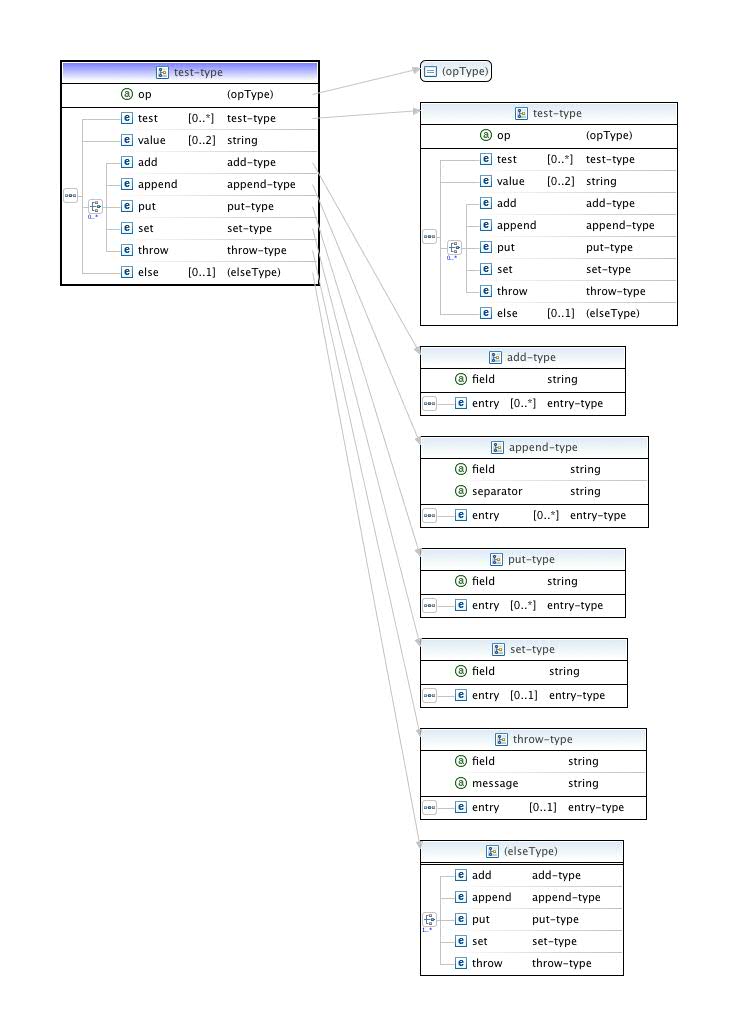 test-type
a op (opType)
e test [0..*] test-type
e value [0..2] string
e add add-type
e append append-type
e put put-type
0..*
e set set-type
e throw throw-type
e else [0..1] (elseType)
(opType)
test-type
a op (opType)
e test [0..*] test-type
e value [0..2] string
e add add-type
e append append-type
e put put-type
0..*
e set set-type
e throw throw-type
e else [0..1] (elseType)
add-type
a field string
e entry [0..*] entry-type
append-type
a field string
a separator string
e entry [0..*] entry-type
put-type
a field string
e entry [0..*] entry-type
set-type
a field string
e entry [0..1] entry-type
throw-type
a field string
a message string
e entry [0..1] entry-type
(elseType)
e add add-type
e append append-type
e put put-type
1..*
e set set-type
e throw throw-type